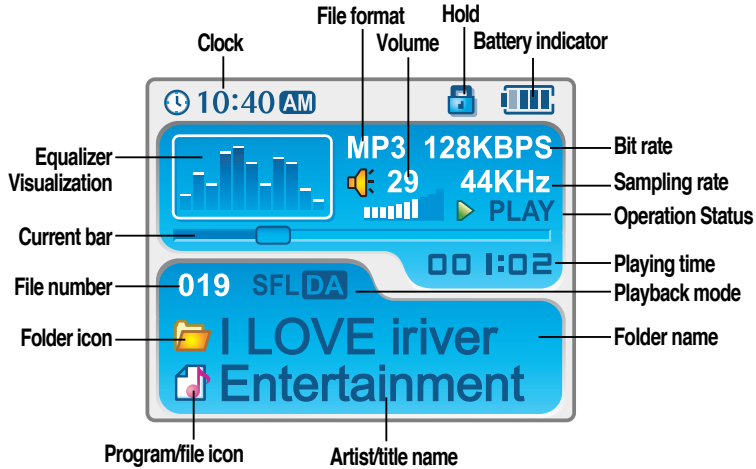 File format
Hold
Clock
Volume
Battery indicator
10:40 AM
MP3 128KBPS
29 44KHz
PLAY
001:02
019 SFL DA
I LOVE iriver
Entertainment
Equalizer
Visualization
Current bar
File number
Folder icon
Bit rate
Sampling rate
Operation Status
Playing time
Playback mode
Folder name
Program/file icon
Artist/title name